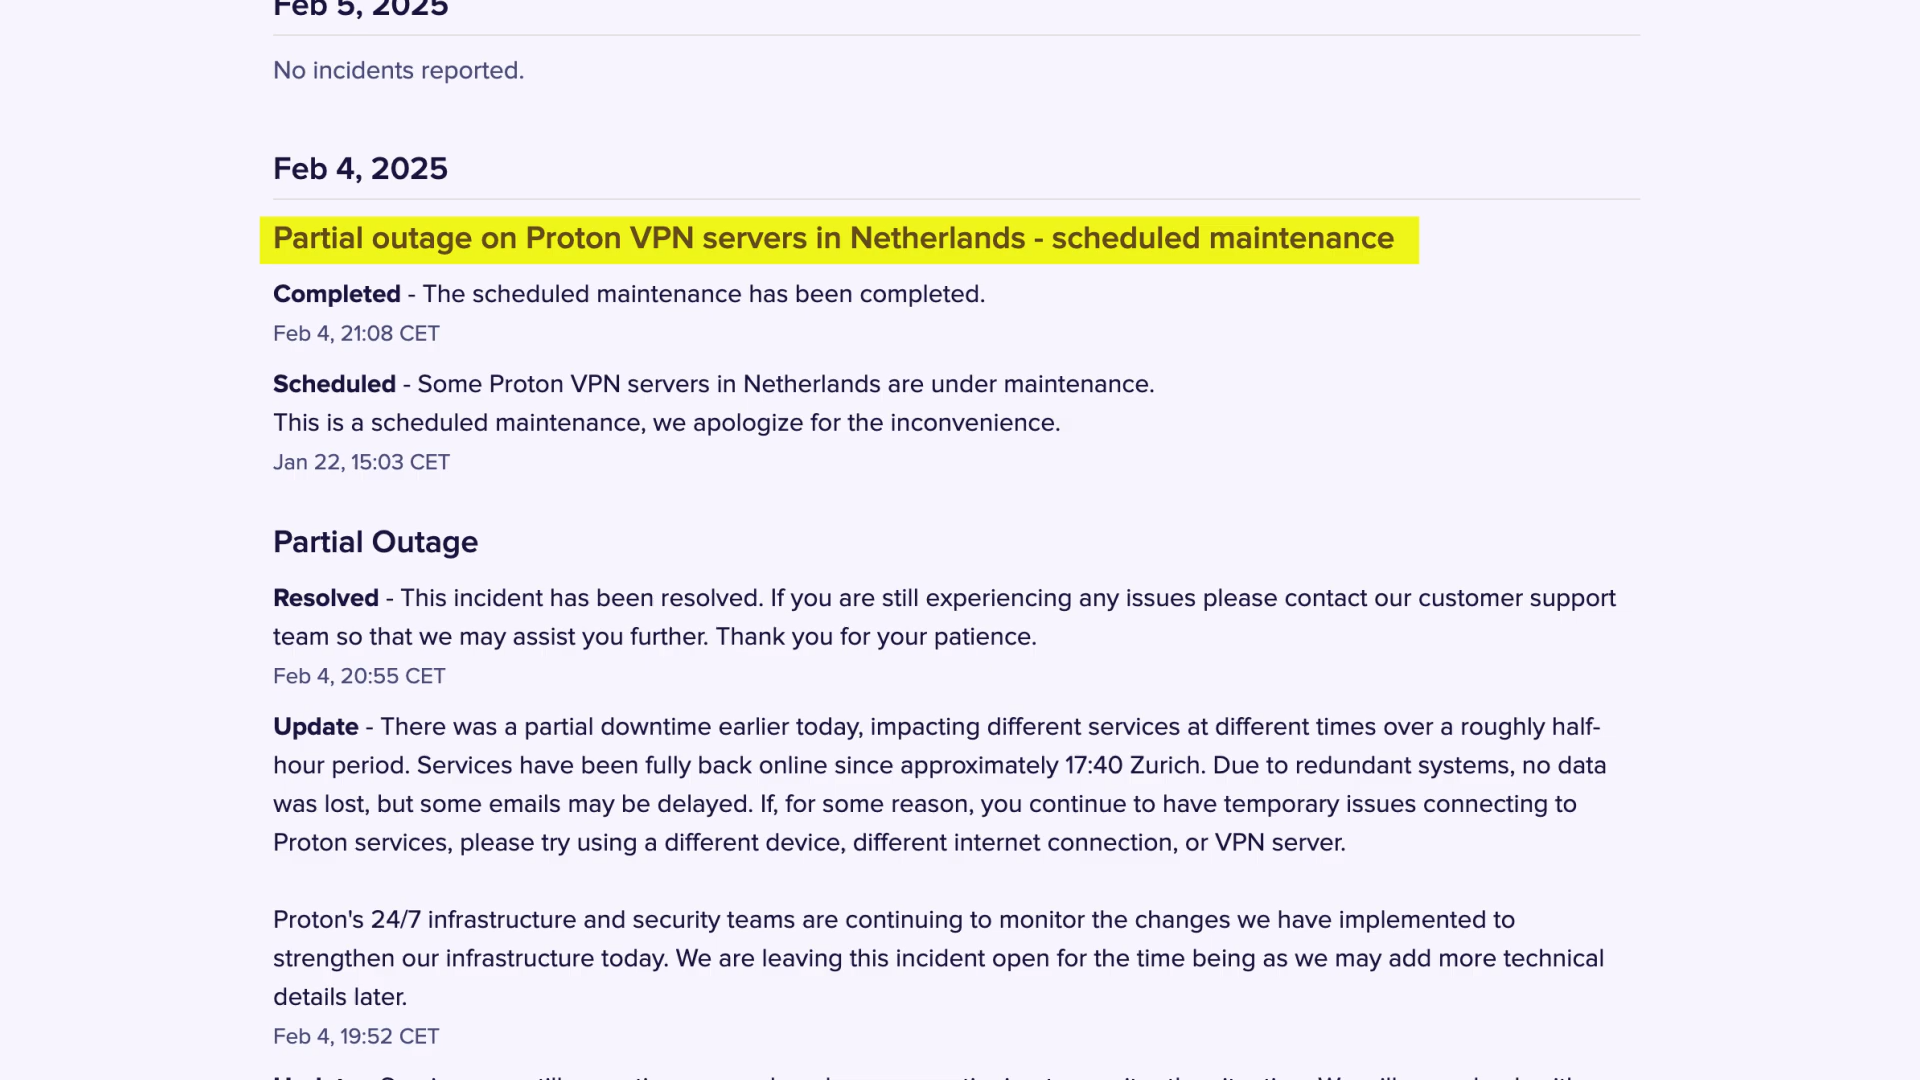 Feb 5, 2025
No incidents reported.
Feb 4, 2025
Partial outage on Proton VPN servers in Netherlands - scheduled maintenance
Completed - The scheduled maintenance has been completed.
Feb 4, 21:08 CET
Scheduled - Some Proton VPN servers in Netherlands are under maintenance.
This is a scheduled maintenance, we apologize for the inconvenience.
Jan 22, 15:03 CET
Partial Outage
Resolved - This incident has been resolved. If you are still experiencing any issues please contact our customer support
team so that we may assist you further. Thank you for your patience.
Feb 4, 20:55 CET
Update - There was a partial downtime earlier today, impacting different services at different times over a roughly half-
hour period. Services have been fully back online since approximately 17:40 Zurich. Due to redundant systems, no data
was lost, but some emails may be delayed. If, for some reason, you continue to have temporary issues connecting to
Proton services, please try using a different device, different internet connection, or VPN server.
Proton's 24/7 infrastructure and security teams are continuing to monitor the changes we have implemented to
strengthen our infrastructure today. We are leaving this incident open for the time being as we may add more technical
details later.
Feb 4, 19:52 CET